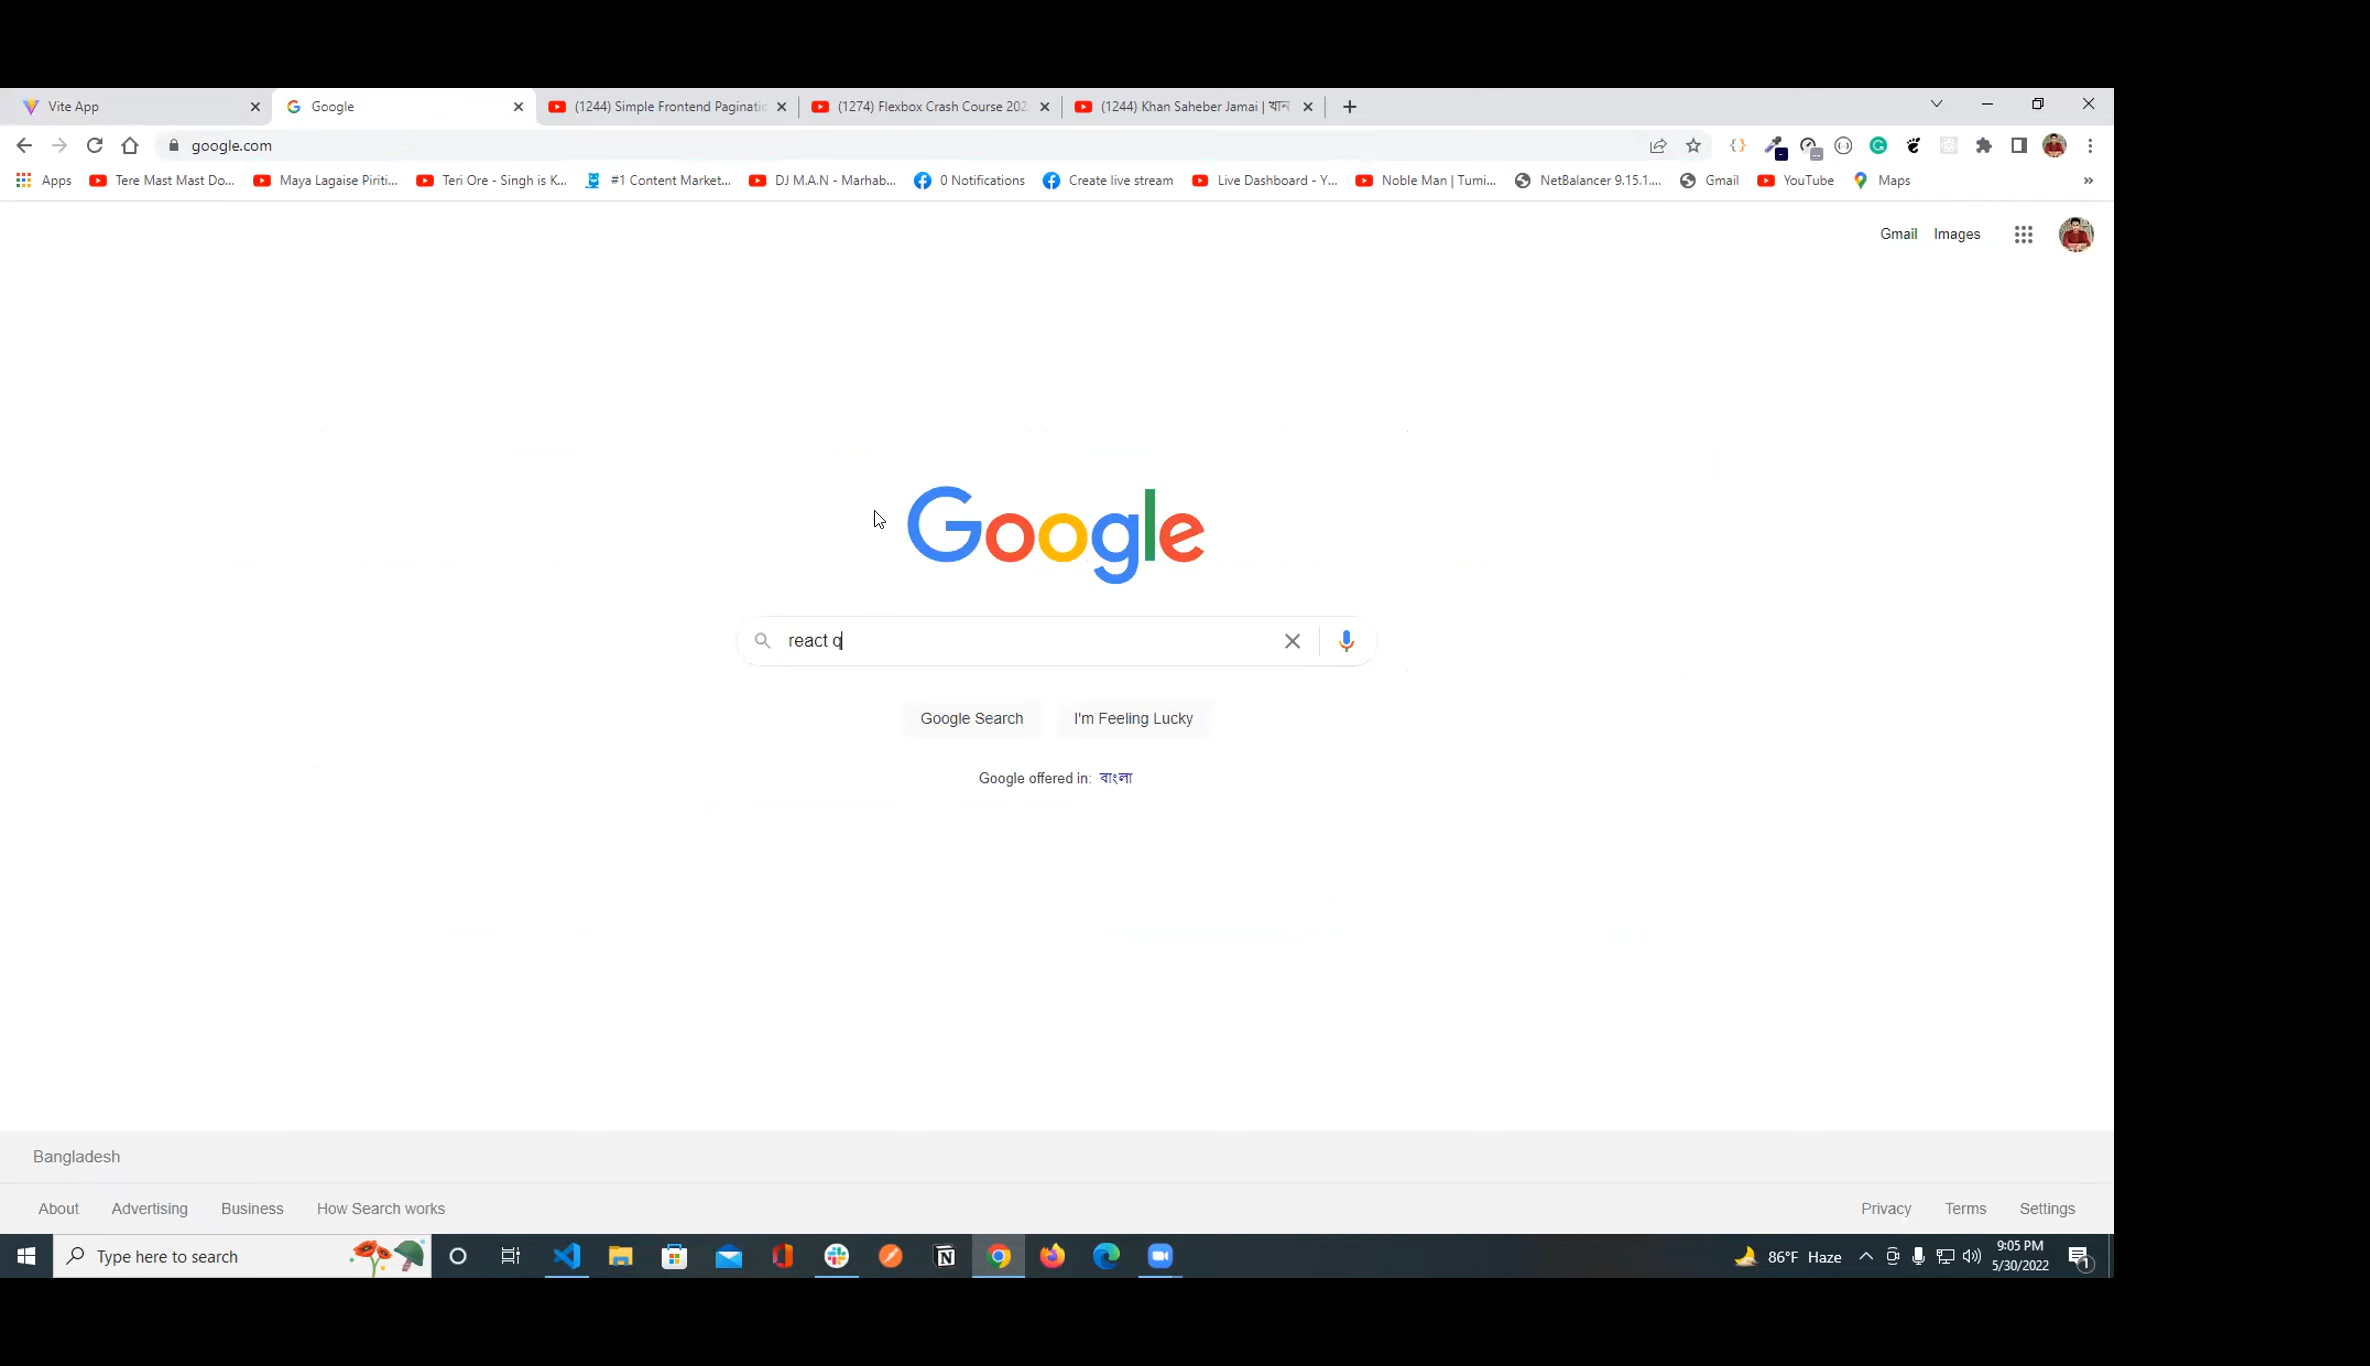 Vite App
Google
(1244) Simple Frontend Paginatic
(1274) Flexbox Crash Course 202
(1244) Khan Saheber Jamai | খান
google.com
Apps
Tere Mast Mast Do...
Maya Lagaise Piriti...
Teri Ore - Singh is K...
#1 Content Market...
DJ M.A.N - Marhab...
0 Notifications
Create live stream
Live Dashboard - Y...
Noble Man | Tumi...
NetBalancer 9.15.1....
Gmail
YouTube
Maps
»
Gmail Images
Google
react q
Google Search
I'm Feeling Lucky
Google offered in: বাংলা
Bangladesh
About Advertising Business How Search works
Privacy Terms Settings
Type here to search
86°F Haze
9:05 PM
5/30/2022
1